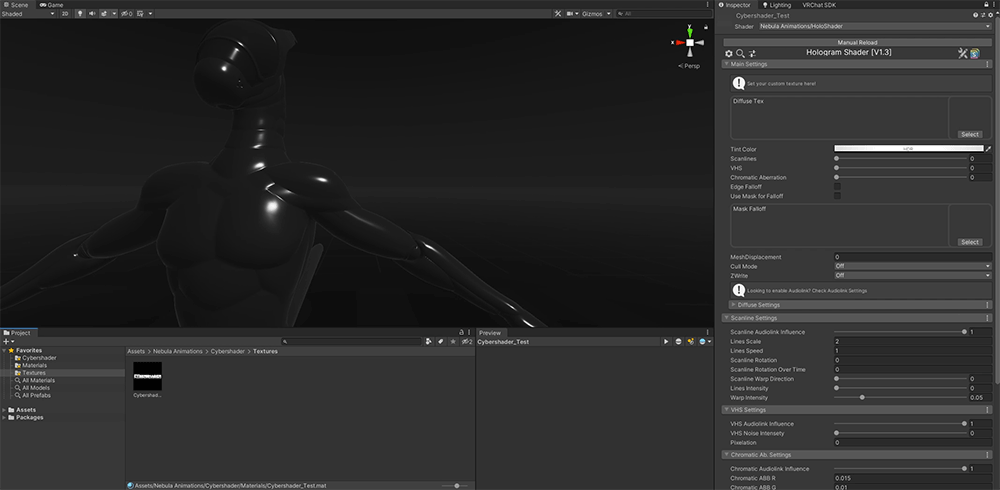 Scene Game
Shaded 2D 0 Gizmos All
y
x
< Persp
Inspector Lighting VRChat SDK
Cybershader_Test
Shader Nebula Animations/HoloShader
Manual Reload
Hologram Shader [V1.3]
Main Settings
Set your custom texture here!
Diffuse Tex
Select
Tint Color HDR
Scanlines 0
VHS 0
Chromatic Aberration 0
Edge Falloff
Use Mask for Falloff
Mask Falloff
Select
MeshDisplacement 0
Cull Mode Off
ZWrite Off
Looking to enable Audiolink? Check Audiolink Settings
Diffuse Settings
Scanline Settings
Scanline Audiolink Influence 1
Lines Scale 2
Lines Speed 1
Scanline Rotation 0
Scanline Rotation Over Time 0
Scanline Warp Direction 0
Lines Intensity 0
Warp Intensity 0.05
VHS Settings
VHS Audiolink Influence 1
VHS Noise Intensety 0
Pixelation 0
Chromatic Ab. Settings
Chromatic Audiolink Influence 1
Chromatic ABB R 0.015
Chromatic ABB G 0.01
Project
2
Favorites
Cybershader
Materials
Textures
All Materials
All Models
All Prefabs
Assets
Packages
Assets > Nebula Animations > Cybershader > Textures
Cybershad...
Assets/Nebula Animations/Cybershader/Materials/Cybershader_Test.mat
Preview
Cybershader_Test